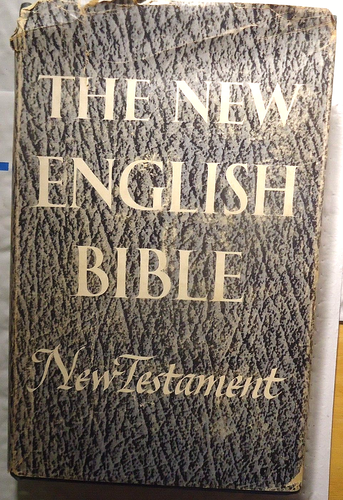 THE NEW
ENGLISH
BIBLE
New Testament